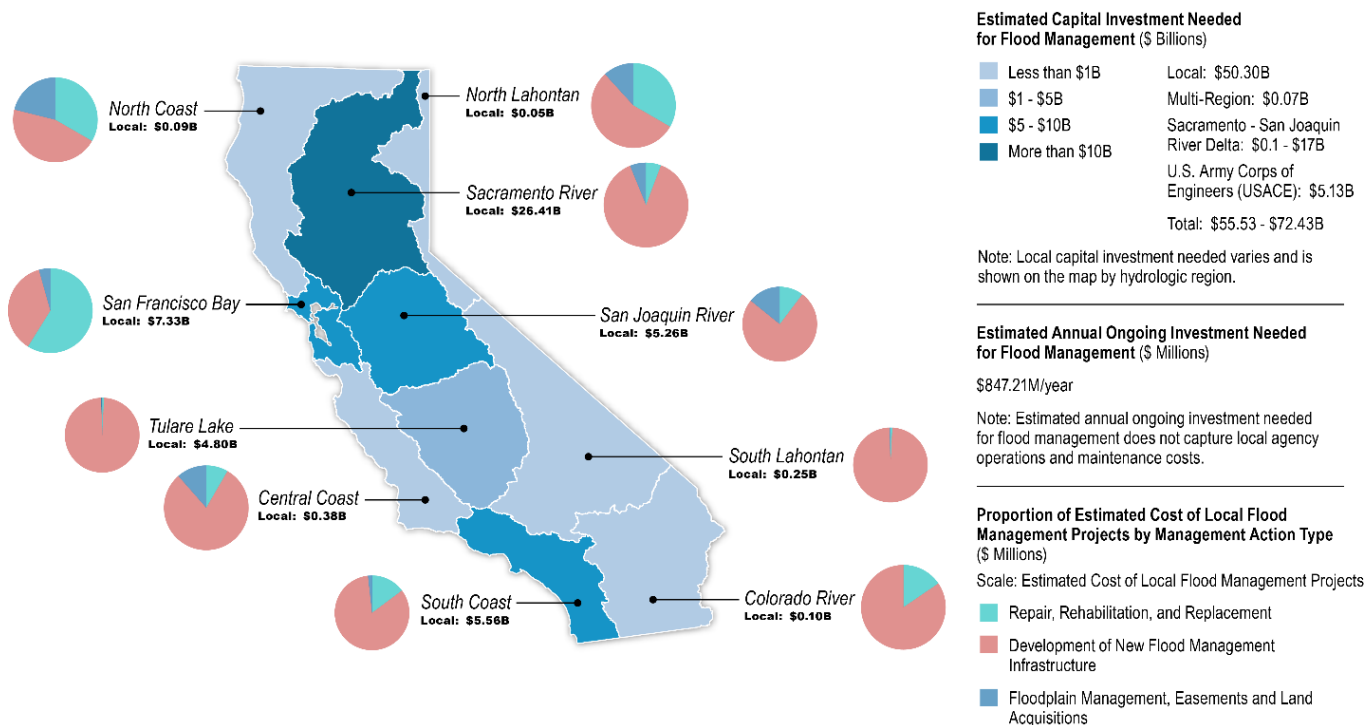 North Coast
Local: $0.09B
North Lahontan
Local: $0.05B
Sacramento River
Local: $26.41B
San Francisco Bay
Local: $7.33B
San Joaquin River
Local: $5.26B
Tulare Lake
Local: $4.80B
South Lahontan
Local: $0.25B
Central Coast
Local: $0.38B
South Coast
Local: $5.56B
Colorado River
Local: $0.10B
Estimated Capital Investment Needed
for Flood Management ($ Billions)
Less than $1B
$1 - $5B
$5 - $10B
More than $10B
Local: $50.30B
Multi-Region: $0.07B
Sacramento - San Joaquin
River Delta: $0.1 - $17B
U.S. Army Corps of
Engineers (USACE): $5.13B
Total: $55.53 - $72.43B
Note: Local capital investment needed varies and is
shown on the map by hydrologic region.
Estimated Annual Ongoing Investment Needed
for Flood Management ($ Millions)
$847.21M/year
Note: Estimated annual ongoing investment needed
for flood management does not capture local agency
operations and maintenance costs.
Proportion of Estimated Cost of Local Flood
Management Projects by Management Action Type
($ Millions)
Scale: Estimated Cost of Local Flood Management Projects
Repair, Rehabilitation, and Replacement
Development of New Flood Management
Infrastructure
Floodplain Management, Easements and Land
Acquisitions